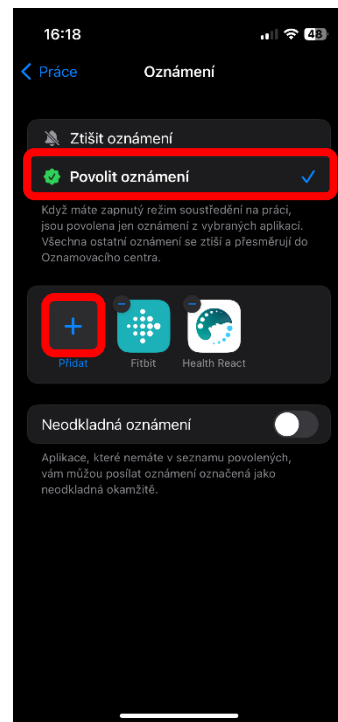 16:18
48
Práce
Oznámení
Ztišit oznámení
Povolit oznámení
Když máte zapnutý režim soustředění na práci,
jsou povolena jen oznámení z vybraných aplikací.
Všechna ostatní oznámení se ztiší a přesměrují do
Oznamovacího centra.
Přidat
Fitbit
Health React
Neodkladná oznámení
Aplikace, které nemáte v seznamu povolených,
vám můžou posílat oznámení označená jako
neodkladná okamžitě.